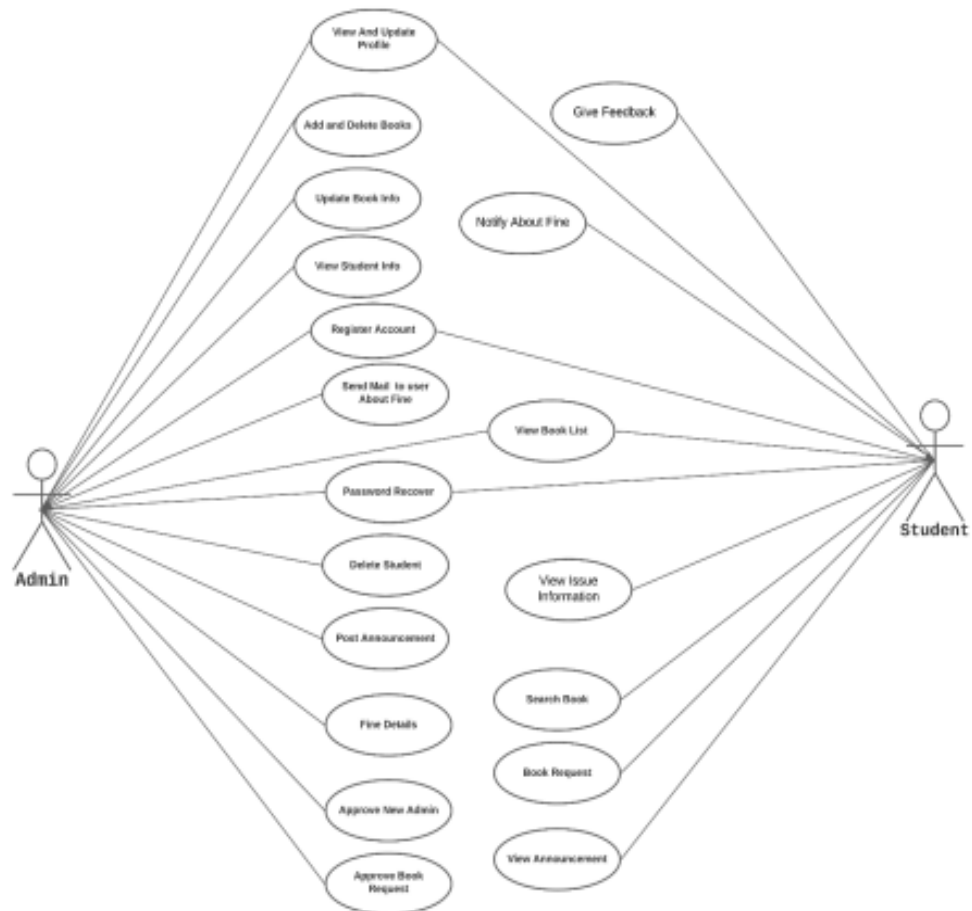 View And Update
Profile
Give Feedback
Add and Delete Books
Update Book Info
Notify About Fine
View Student Info
Register Account
Send Mail to user
About Fine
View Book List
Password Recover
Student
Delete Student
Admin
View Issue
Information
Post Announcement
Search Book
Fine Details
Book Request
Approve New Admin
View Announcement
Approve Book
Request